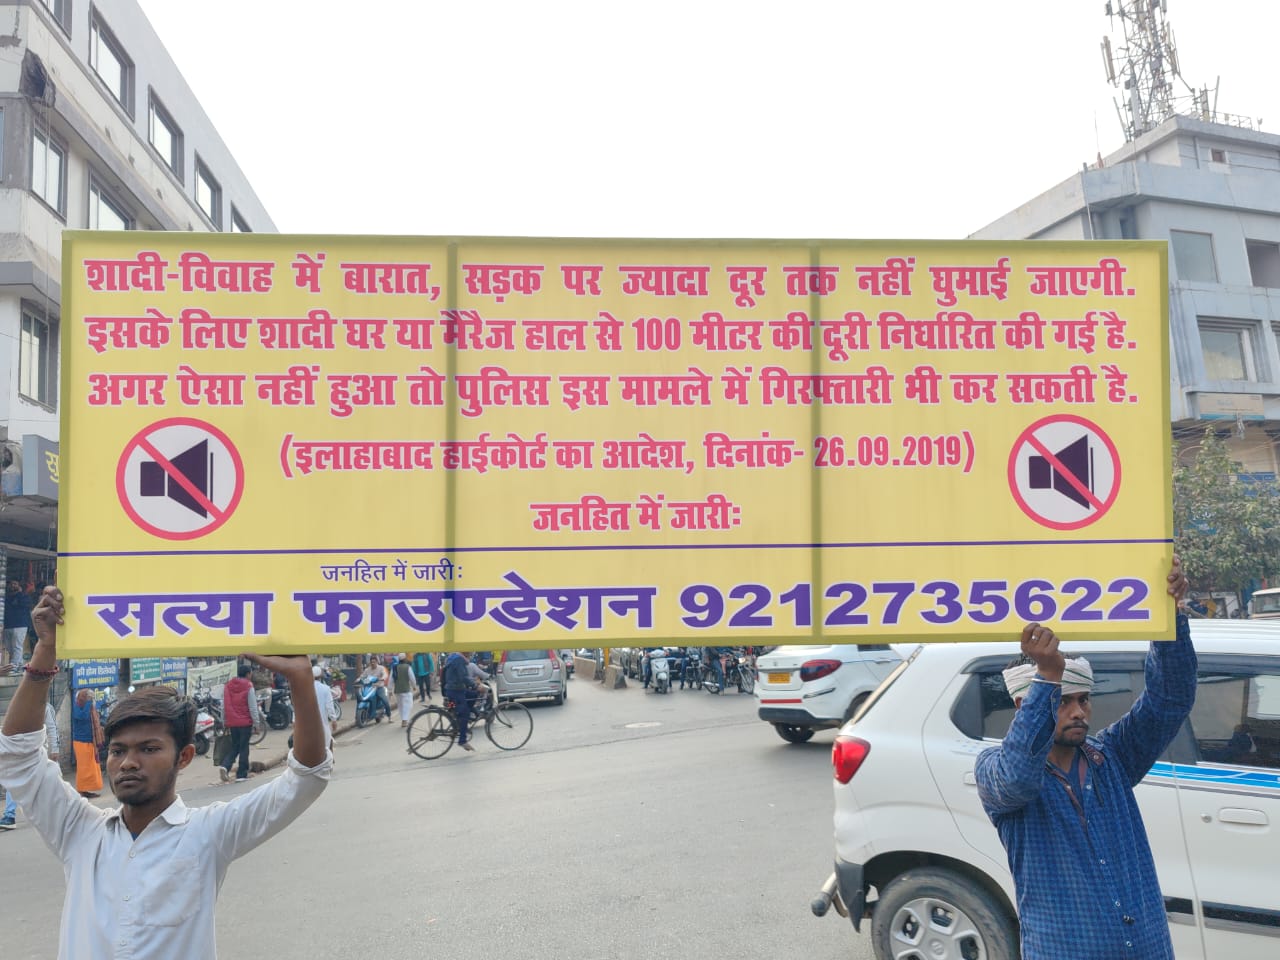 शादी-विवाह में बारात, सड़क पर ज्यादा दूर तक नहीं घुमाई जाएगी.
इसके लिए शादी घर या मैरैज हाल से 100 मीटर की दूरी निर्धारित की गई है.
अगर ऐसा नहीं हुआ तो पुलिस इस मामले में गिरफ्तारी भी कर सकती है.
(इलाहाबाद हाईकोर्ट का आदेश, दिनांक- 26.09.2019)
जनहित में जारीः
जनहित में जारी:
सत्या फाउण्डेशन 9212735622